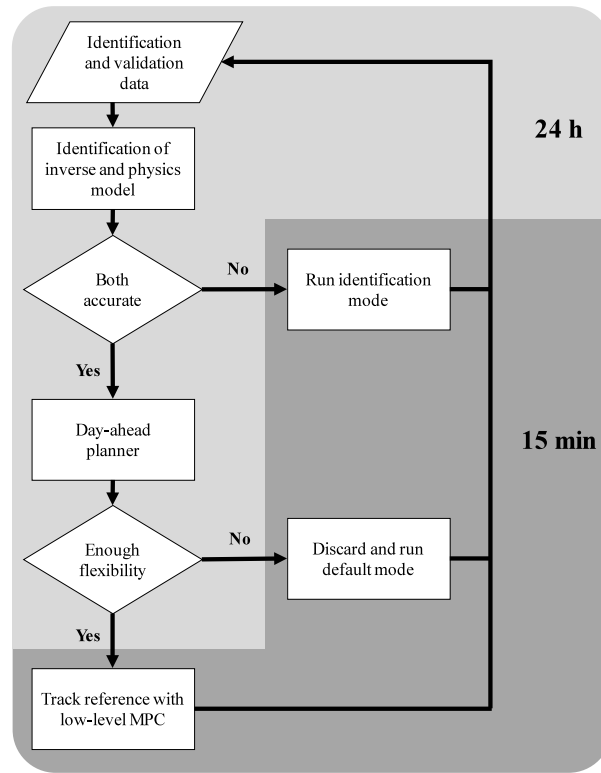 Identification
and validation
data
24 h
Identification of
inverse and physics
model
Both
accurate
No
Run identification
mode
Yes
Day-ahead
planner
15 min
Enough
flexibility
No
Discard and run
default mode
Yes
Track reference with
low-level MPC